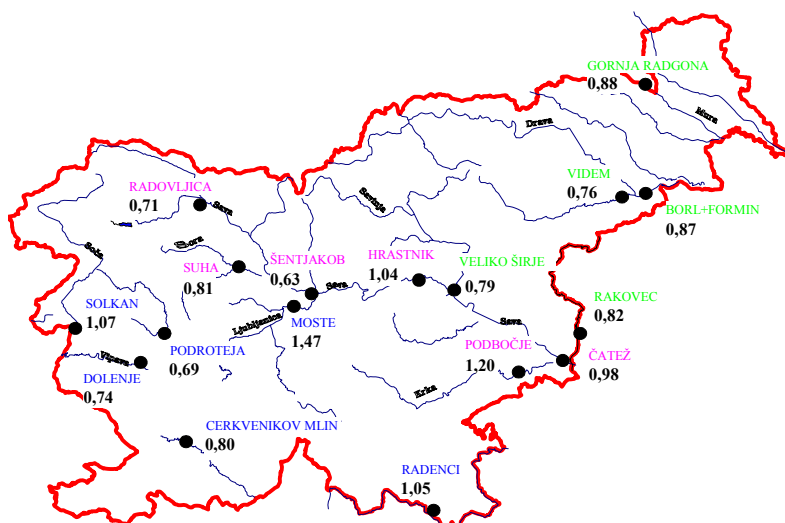 GORNJA RADGONA
0,88
Mura
Drava
VIDEM
0,76
BORL+FORMIN
0,87
RADOVLJICA
0,71
Sava
Savinja
Sora
Soča
SUHA
0,81
ŠENTJAKOB
0,63
Sava
HRASTNIK
1,04
VELIKO ŠIRJE
0,79
SOLKAN
1,07
Ljubljanica
MOSTE
1,47
Sava
RAKOVEC
0,82
PODROTEJA
0,69
Vipava
DOLENJE
0,74
PODBOČJE
1,20
ČATEŽ
0,98
Krka
CERKVENIKOV MLIN
0,80
RADENCI
1,05